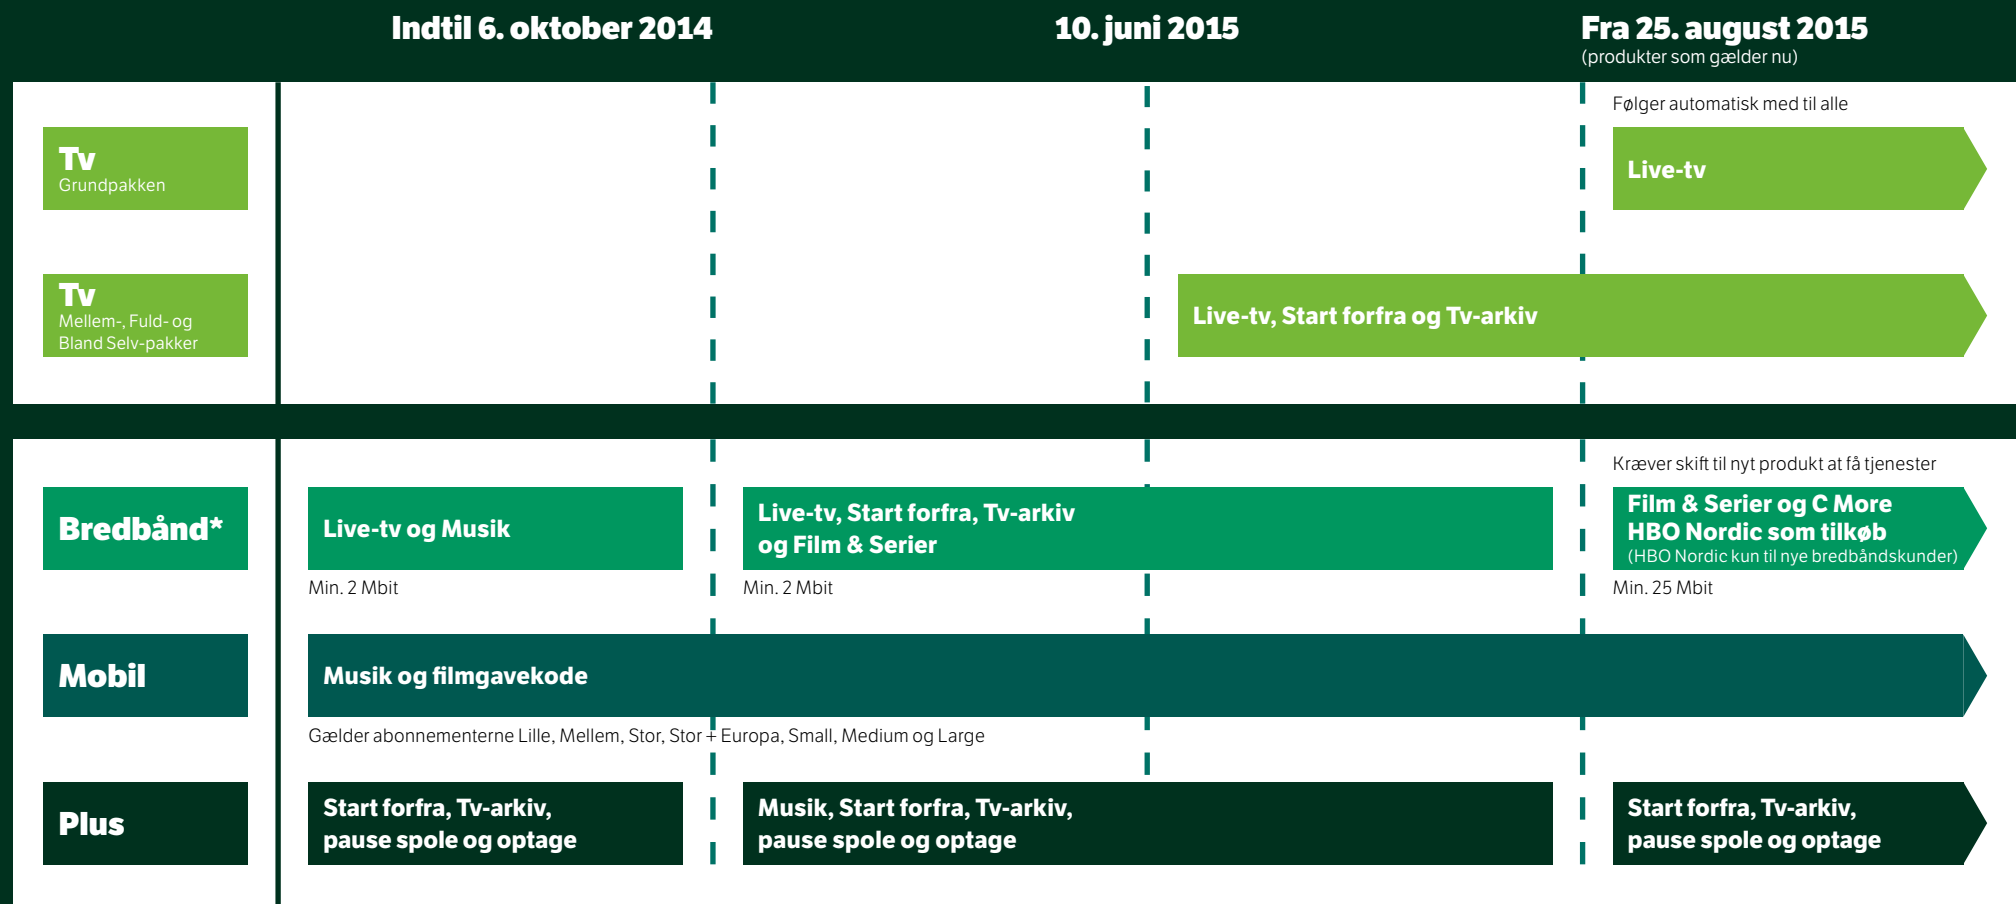 Indtil 6. oktober 2014
10. juni 2015
Fra 25. august 2015
(produkter som gælder nu)
Følger automatisk med til alle
Tv
Grundpakken
Live-tv
Tv
Mellem-, Fuld- og
Bland Selv-pakker
Live-tv, Start forfra og Tv-arkiv
Kræver skift til nyt produkt at få tjenester
Bredbånd*
Live-tv og Musik
Min. 2 Mbit
Live-tv, Start forfra, Tv-arkiv
og Film & Serier
Min. 2 Mbit
Film & Serier og C More
HBO Nordic som tilkøb
(HBO Nordic kun til nye bredbåndskunder)
Min. 25 Mbit
Mobil
Musik og filmgavekode
Gælder abonnementerne Lille, Mellem, Stor, Stor + Europa, Small, Medium og Large
Plus
Start forfra, Tv-arkiv,
pause spole og optage
Musik, Start forfra, Tv-arkiv,
pause spole og optage
Start forfra, Tv-arkiv,
pause spole og optage